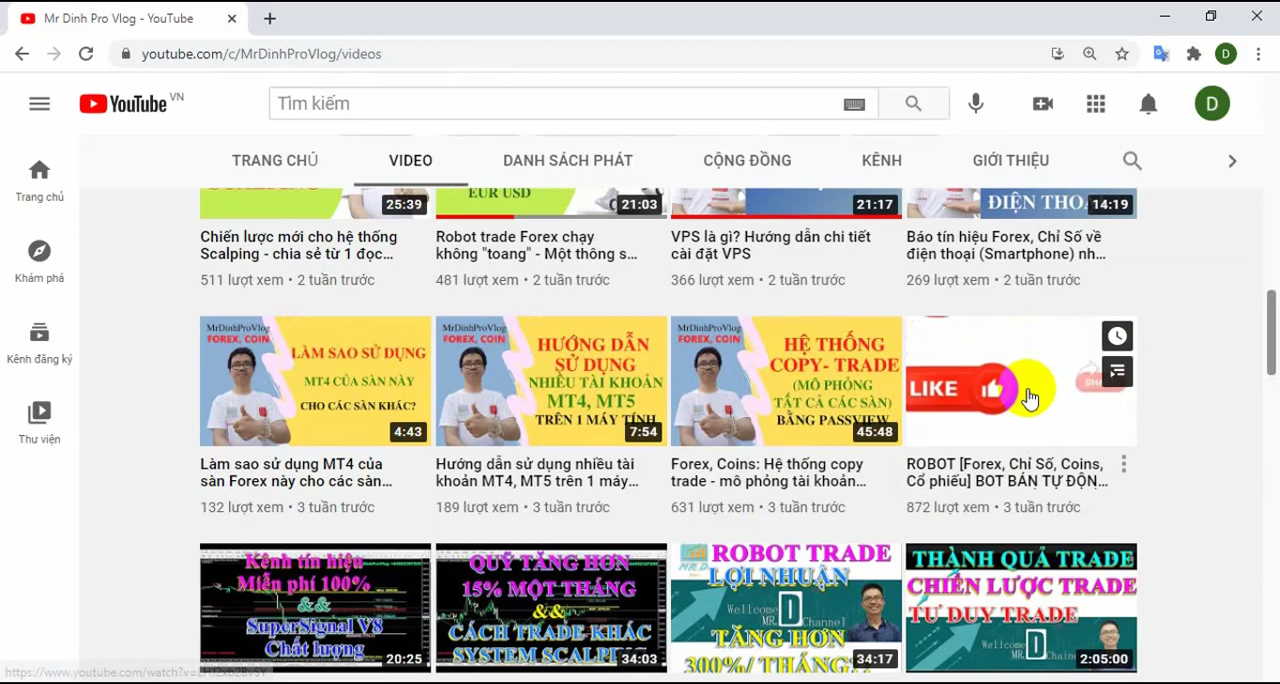 Mr Dinh Pro Vlog - YouTube
youtube.com/c/MrDinhProVlog/videos
D
YouTube VN
Tìm kiếm
D
TRANG CHỦ VIDEO DANH SÁCH PHÁT CỘNG ĐỒNG KÊNH GIỚI THIỆU
Trang chủ
Khám phá
Kênh đăng ký
Thư viện
25:39
EUR USD
21:03
21:17
ĐIỆN
14:19
Chiến lược mới cho hệ thống
Scalping - chia sẻ từ 1 đọc...
511 lượt xem • 2 tuần trước
Robot trade Forex chạy
không "toang" - Một thông s...
481 lượt xem • 2 tuần trước
VPS là gì? Hướng dẫn chi tiết
cài đặt VPS
366 lượt xem • 2 tuần trước
Báo tín hiệu Forex, Chỉ Số về
điện thoại (Smartphone) nh...
269 lượt xem • 2 tuần trước
MrDinhProVlog
FOREX, COIN
LÀM SAO SỬ DỤNG
MT4 CỦA SÀN NÀY
CHO CÁC SÀN KHÁC?
4:43
MrDinhProVlog
FOREX, COIN
HƯỚNG DẪN
SỬ DỤNG
NHIỀU TÀI KHOẢN
MT4, MT5
TRÊN 1 MÁY TÍNH
7:54
MrDinhProVlog
FOREX, COIN
HỆ THỐNG
COPY- TRADE
(MÔ PHỎNG
TẤT CẢ CÁC SÀN)
BẰNG PASSVIEW
45:48
LIKE
Làm sao sử dụng MT4 của
sàn Forex này cho các sàn...
132 lượt xem • 3 tuần trước
Hướng dẫn sử dụng nhiều tài
khoản MT4, MT5 trên 1 máy...
189 lượt xem • 3 tuần trước
Forex, Coins: Hệ thống copy
trade - mô phỏng tài khoản...
631 lượt xem • 3 tuần trước
ROBOT [Forex, Chỉ Số, Coins,
Cổ phiếu] BOT BÁN TỰ ĐỘN...
872 lượt xem • 3 tuần trước
Kênh tín hiệu
Miễn phí 100%
&&
SuperSignal V8
Chất lượng
20:25
QUỸ TĂNG HƠN
15% MỘT THÁNG
&&
CÁCH TRADE KHÁC
SYSTEM SCALPING
34:03
ROBOT TRADE
LỢI NHUẬN
Wellcome
MR. D Channel
TĂNG HƠN
300%/ THÁNG
34:17
THÀNH QUẢ TRADE
CHIẾN LƯỢC TRADE
TƯ DUY TRADE
Wellcome
MR. D
2:05:00